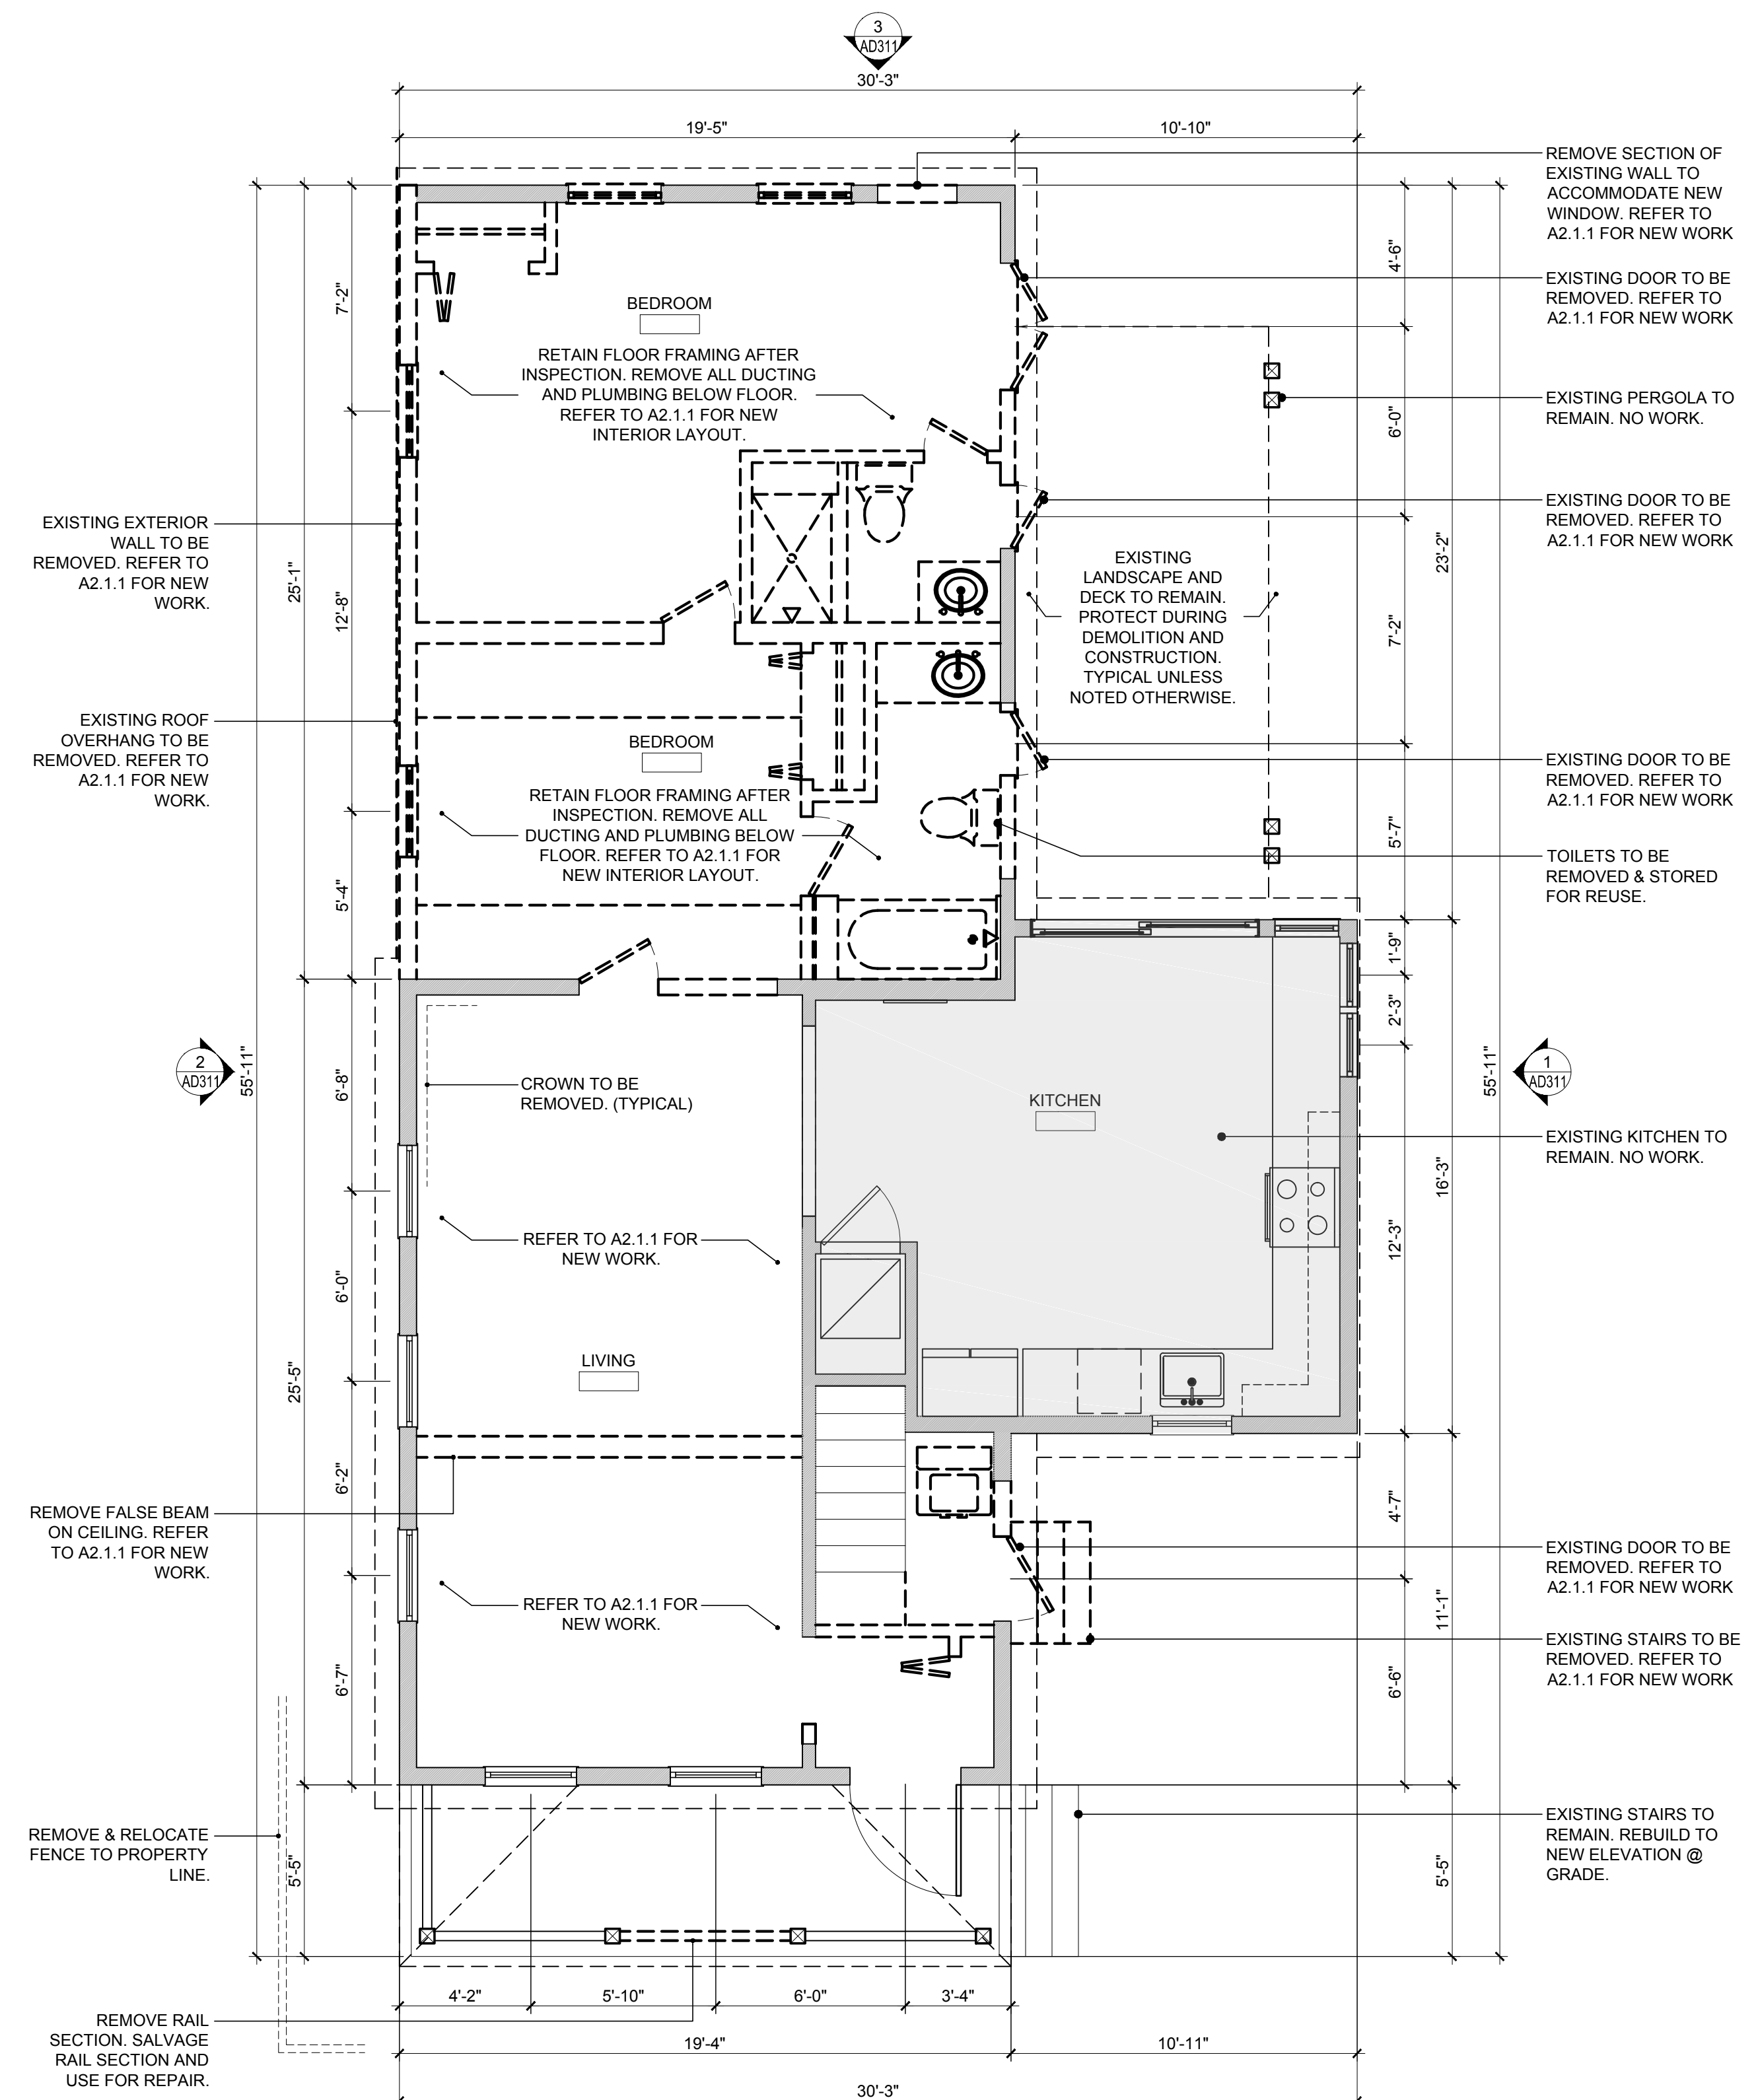 3
AD311
30'-3"
19'-5"
10'-10"
REMOVE SECTION OF
EXISTING WALL TO
ACCOMMODATE NEW
WINDOW. REFER TO
A2.1.1 FOR NEW WORK
EXISTING DOOR TO BE
REMOVED. REFER TO
A2.1.1 FOR NEW WORK
EXISTING PERGOLA TO
REMAIN. NO WORK.
EXISTING DOOR TO BE
REMOVED. REFER TO
A2.1.1 FOR NEW WORK
EXISTING DOOR TO BE
REMOVED. REFER TO
A2.1.1 FOR NEW WORK
TOILETS TO BE
REMOVED & STORED
FOR REUSE.
4'-6"
6'-0"
7'-2"
5'-7"
23'-2"
7'-2"
12'-8"
5'-4"
25'-1"
BEDROOM
RETAIN FLOOR FRAMING AFTER
INSPECTION. REMOVE ALL DUCTING
AND PLUMBING BELOW FLOOR.
REFER TO A2.1.1 FOR NEW
INTERIOR LAYOUT.
EXISTING EXTERIOR
WALL TO BE
REMOVED. REFER TO
A2.1.1 FOR NEW
WORK.
EXISTING
LANDSCAPE AND
DECK TO REMAIN.
PROTECT DURING
DEMOLITION AND
CONSTRUCTION.
TYPICAL UNLESS
NOTED OTHERWISE.
EXISTING ROOF
OVERHANG TO BE
REMOVED. REFER TO
A2.1.1 FOR NEW
WORK.
BEDROOM
RETAIN FLOOR FRAMING AFTER
INSPECTION. REMOVE ALL
DUCTING AND PLUMBING BELOW
FLOOR. REFER TO A2.1.1 FOR
NEW INTERIOR LAYOUT.
2
AD311
55'-11"
6'-8"
6'-0"
6'-2"
6'-7"
25'-5"
5'-5"
CROWN TO BE
REMOVED. (TYPICAL)
KITCHEN
1'-9"
2'-3"
12'-3"
16'-3"
55'-11"
1
AD311
EXISTING KITCHEN TO
REMAIN. NO WORK.
REFER TO A2.1.1 FOR
NEW WORK.
LIVING
REMOVE FALSE BEAM
ON CEILING. REFER
TO A2.1.1 FOR NEW
WORK.
REFER TO A2.1.1 FOR
NEW WORK.
4'-7"
6'-6"
11'-1"
5'-5"
EXISTING DOOR TO BE
REMOVED. REFER TO
A2.1.1 FOR NEW WORK
EXISTING STAIRS TO BE
REMOVED. REFER TO
A2.1.1 FOR NEW WORK
EXISTING STAIRS TO
REMAIN. REBUILD TO
NEW ELEVATION @
GRADE.
REMOVE & RELOCATE
FENCE TO PROPERTY
LINE.
REMOVE RAIL
SECTION. SALVAGE
RAIL SECTION AND
USE FOR REPAIR.
4'-2"
5'-10"
6'-0"
3'-4"
19'-4"
10'-11"
30'-3"